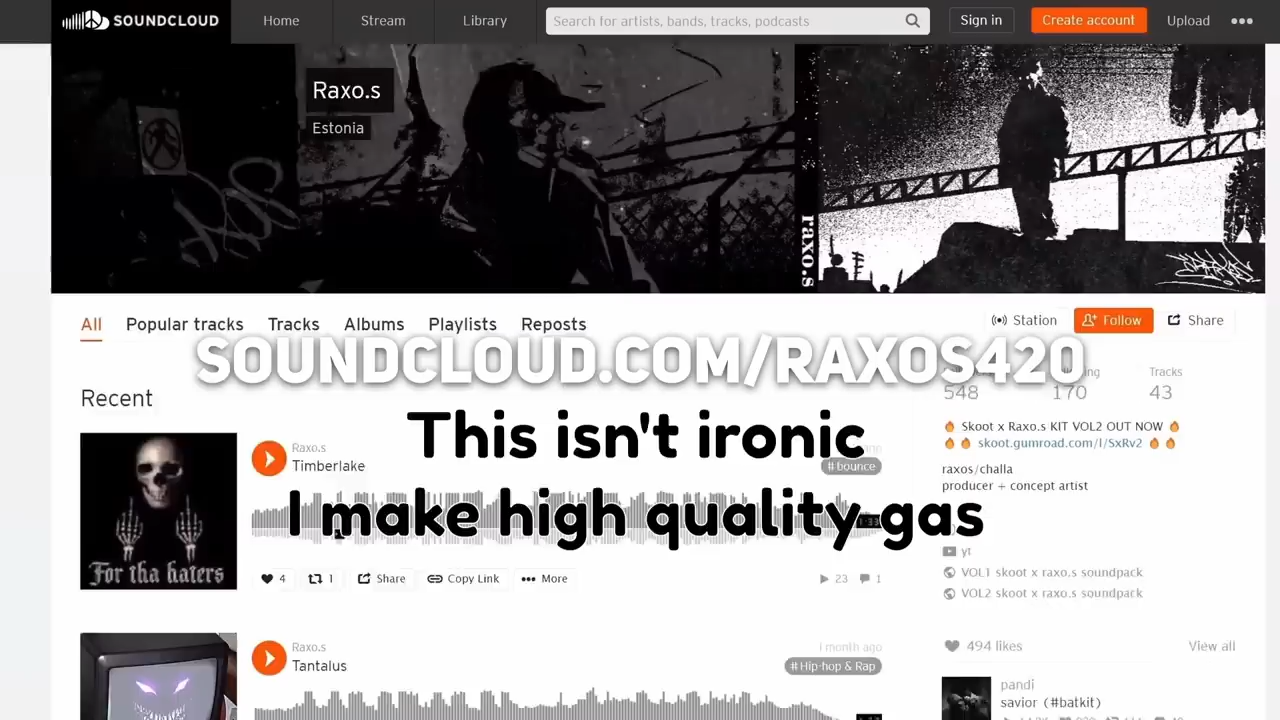 SOUNDCLOUD
Home
Stream
Library
Search for artists, bands, tracks, podcasts
Sign in
Create account
Upload
Raxo.s
Estonia
raxo.s
All
Popular tracks
Tracks
Albums
Playlists
Reposts
Station
Follow
Share
SOUNDCLOUD.COM/RAXOS420
This isn't ironic
I make high quality gas
Recent
Raxo.s
Timberlake
# bounce
For tha haters
4
1
Share
Copy Link
More
23
1
Raxo.s
Tantalus
1 month ago
# Hip-hop & Rap
548
170
Tracks
43
🔥 Skoot x Raxo.s KIT VOL2 OUT NOW 🔥
🔥 🔥 skoot.gumroad.com/l/SxRv2 🔥 🔥
raxos/challa
producer + concept artist
yt
VOL1 skoot x raxo.s soundpack
VOL2 skoot x raxo.s soundpack
494 likes
View all
pandi
savior (#batkit)